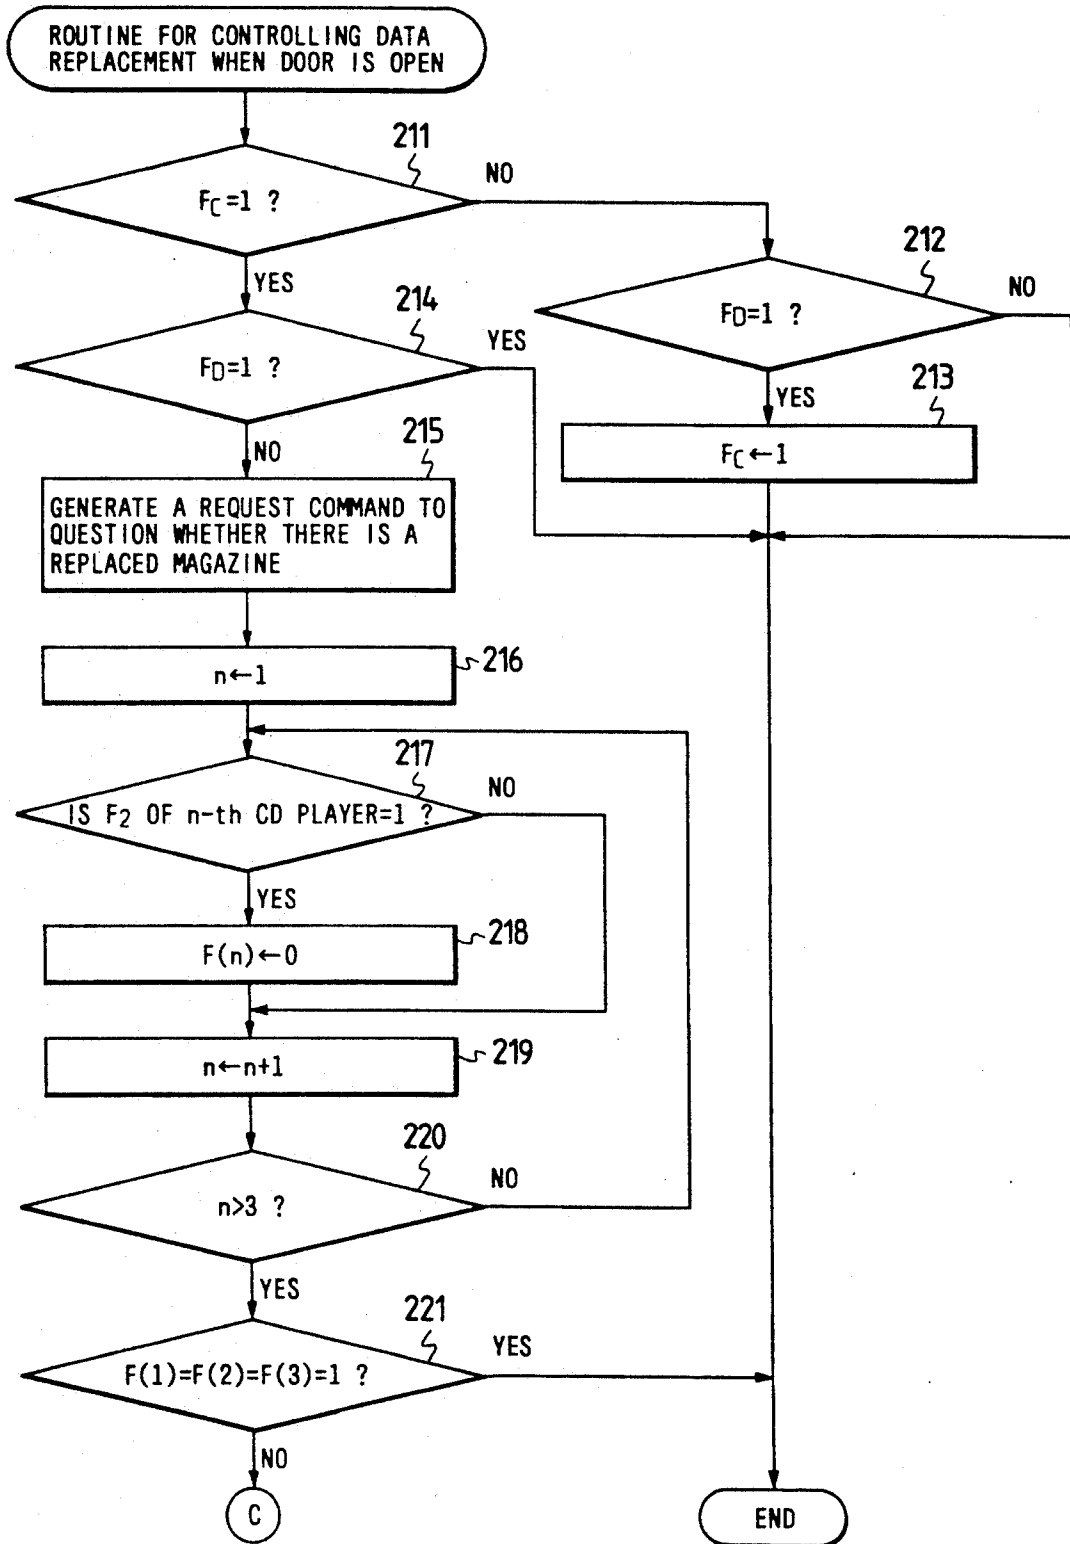 ROUTINE FOR CONTROLLING DATA
REPLACEMENT WHEN DOOR IS OPEN
211
FC=1 ?
NO
YES
212
FD=1 ?
NO
YES
213
FC←1
214
FD=1 ?
YES
NO
215
GENERATE A REQUEST COMMAND TO
QUESTION WHETHER THERE IS A
REPLACED MAGAZINE
n←1
216
217
IS F2 OF n-th CD PLAYER=1 ?
NO
YES
F(n)←0
218
n←n+1
219
220
n>3 ?
NO
YES
221
F(1)=F(2)=F(3)=1 ?
YES
NO
C
END